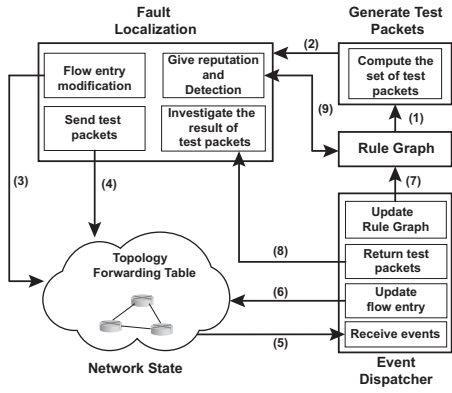 Fault
Localization
Generate Test
Packets
Flow entry
modification
Give reputation
and
Detection
Send test
packets
Investigate the
result of
test packets
(2)
Compute the
set of test
packets
(9)
(1)
Rule Graph
(3)
(4)
(7)
Update
Rule Graph
Return test
packets
Update
flow entry
Receive events
(8)
(6)
(5)
Topology
Forwarding Table
Network State
Event
Dispatcher